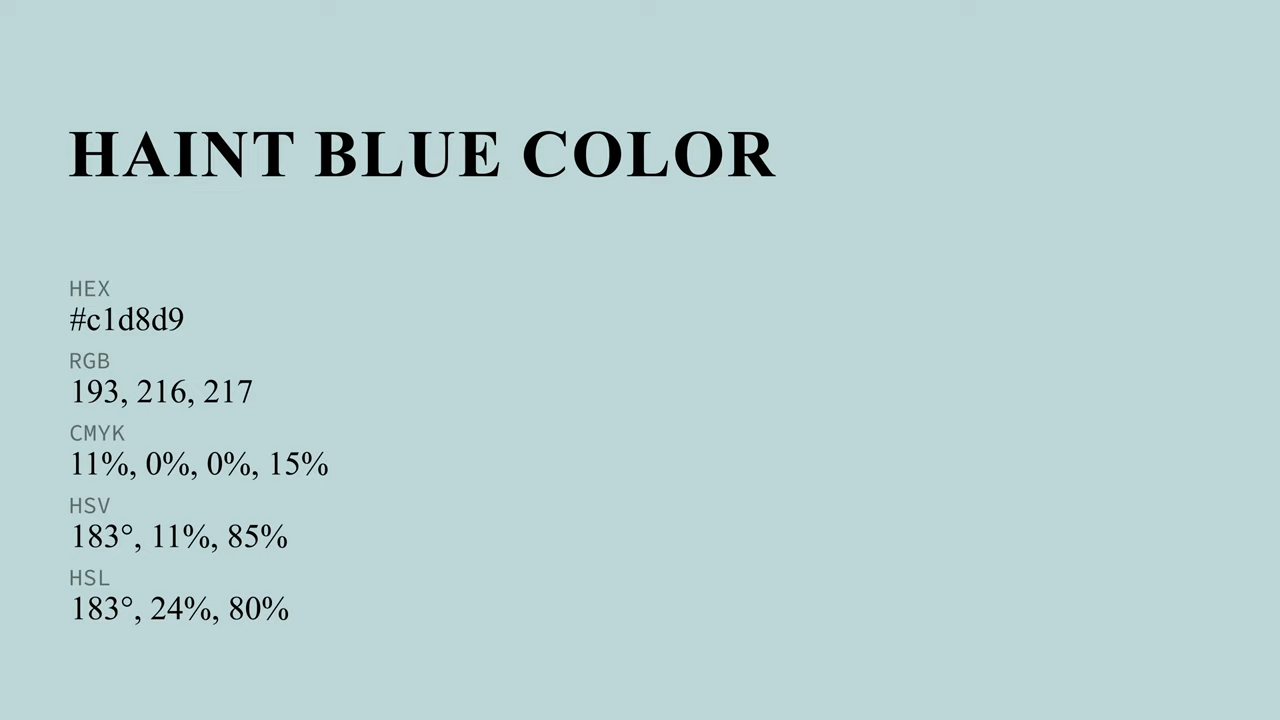 HAINT BLUE COLOR
HEX
#c1d8d9
RGB
193, 216, 217
CMYK
11%, 0%, 0%, 15%
HSV
183°, 11%, 85%
HSL
183°, 24%, 80%